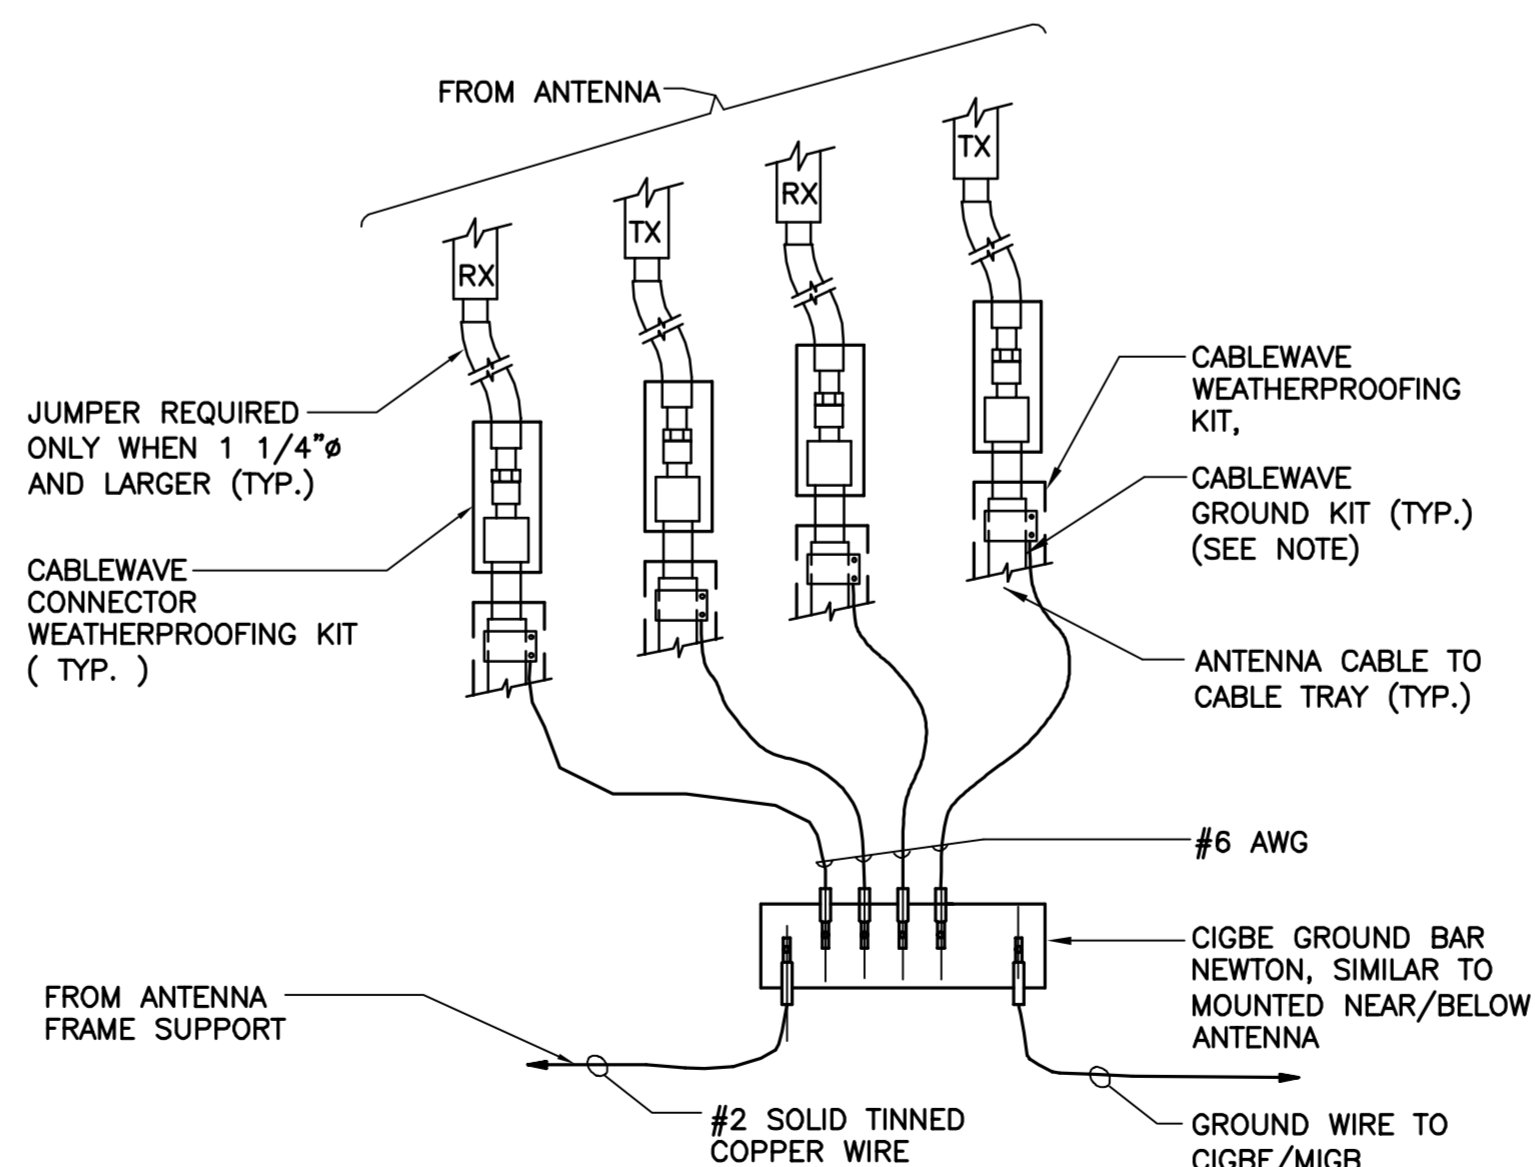 FROM ANTENNA
TX
RX
TX
RX
JUMPER REQUIRED
ONLY WHEN 1 1/4"ø
AND LARGER (TYP.)
CABLEWAVE
CONNECTOR
WEATHERPROOFING KIT
( TYP. )
CABLEWAVE
WEATHERPROOFING
KIT,
CABLEWAVE
GROUND KIT (TYP.)
(SEE NOTE)
ANTENNA CABLE TO
CABLE TRAY (TYP.)
#6 AWG
CIGBE GROUND BAR
NEWTON, SIMILAR TO
MOUNTED NEAR/BELOW
ANTENNA
FROM ANTENNA
FRAME SUPPORT
#2 SOLID TINNED
COPPER WIRE
GROUND WIRE TO
CIGBE/MIGB